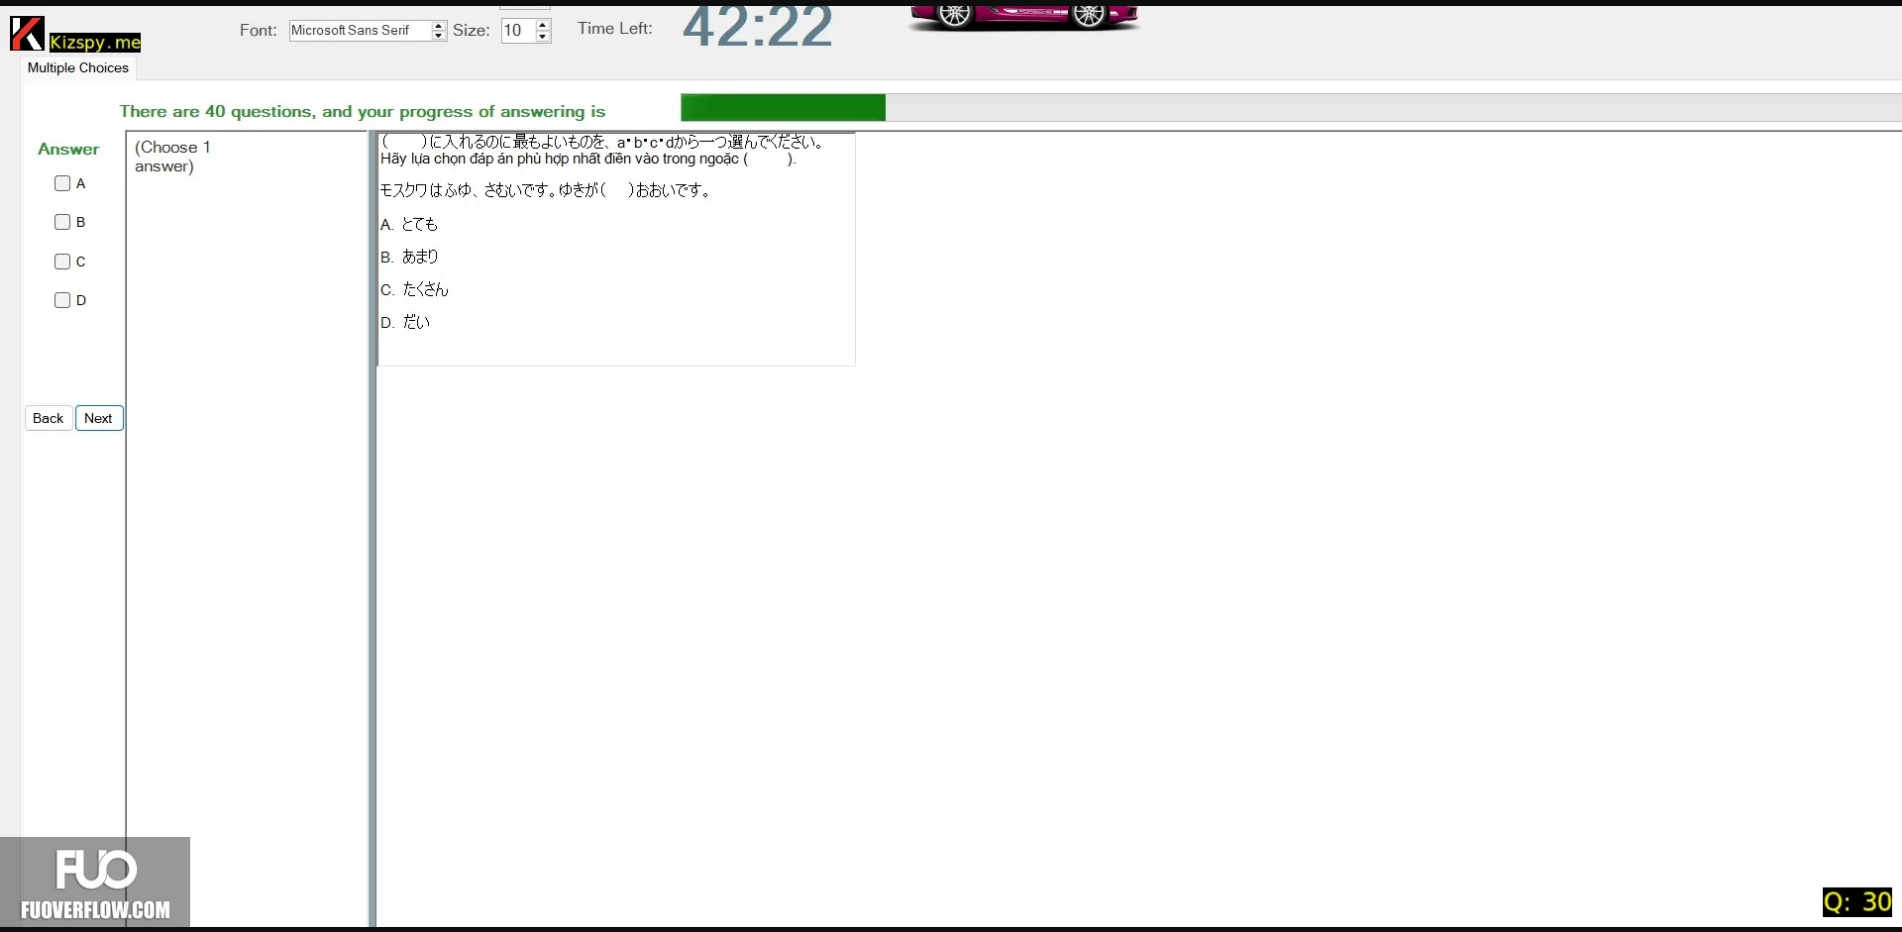 Kizspy.me
Font: Microsoft Sans Serif Size: 10 Time Left: 42:22
Multiple Choices
There are 40 questions, and your progress of answering is
Answer
(Choose 1
answer)
A
B
C
D
Back Next
(　　)に入れるのに最もよいものを、a・b・c・dから一つ選んでください。
Hãy lựa chọn đáp án phù hợp nhất điền vào trong ngoặc (　　).
モスクワはふゆ、さむいです。ゆきが(　　)おおいです。
A. とても
B. あまり
C. たくさん
D. だい
FUO
FUOVERFLOW.COM
Q: 30